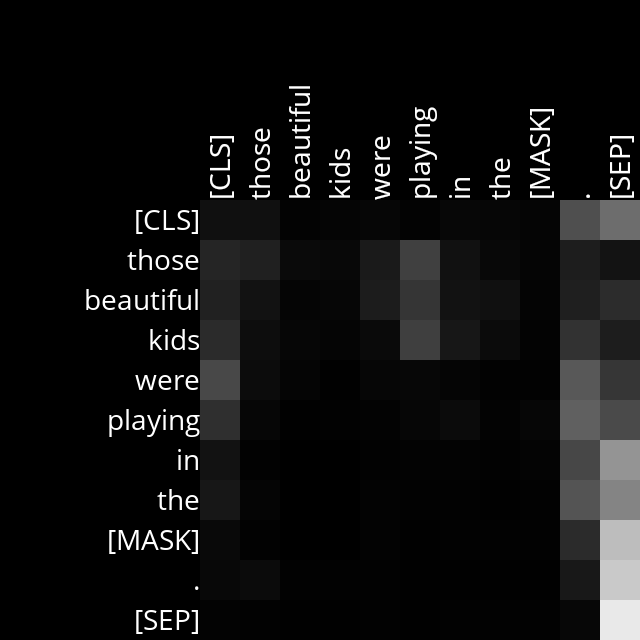 [CLS] those beautiful kids were playing in the [MASK] . [SEP]
[CLS]
those
beautiful
kids
were
playing
in
the
[MASK]
.
[SEP]